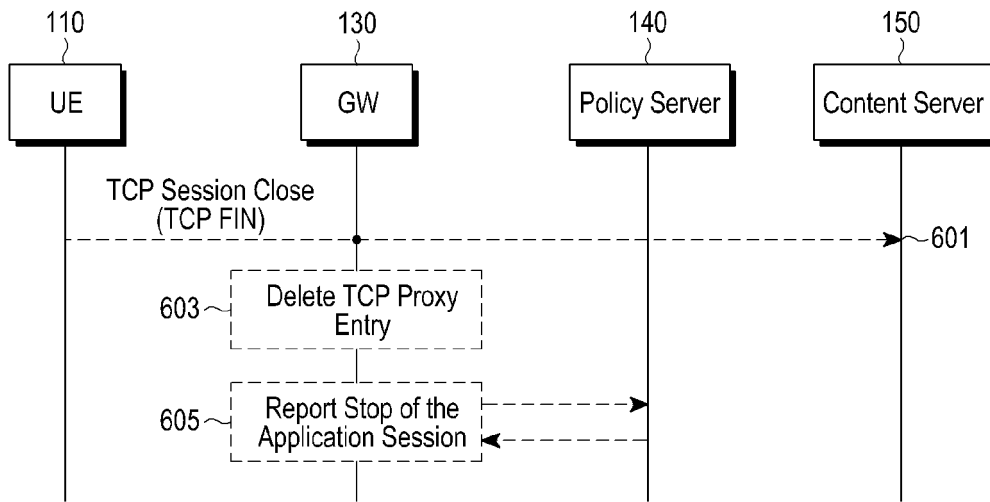 110
130
140
150
UE
GW
Policy Server
Content Server
TCP Session Close
(TCP FIN)
601
603
Delete TCP Proxy
Entry
605
Report Stop of the
Application Session